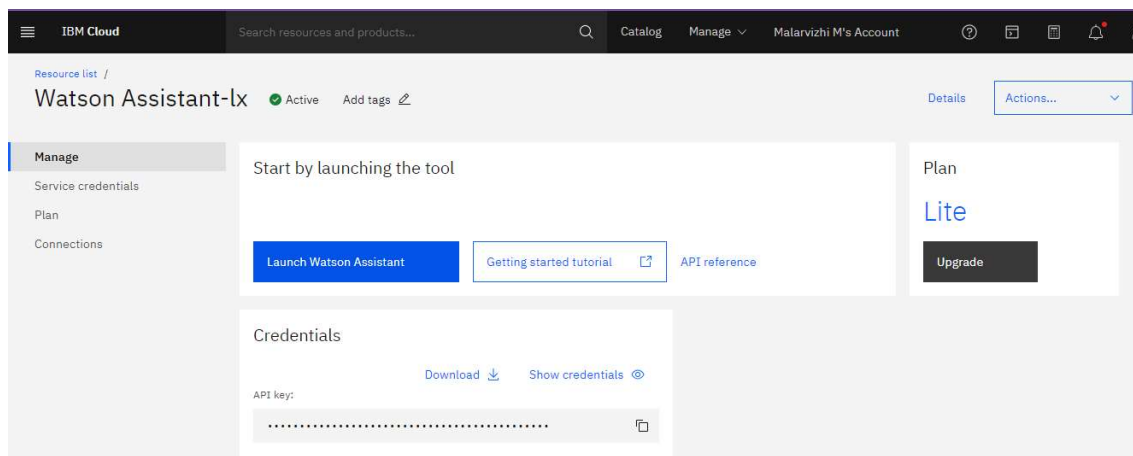 IBM Cloud
Search resources and products...
Catalog
Manage
Malarvizhi M's Account
Resource list /
Watson Assistant-lx
Active
Add tags
Details
Actions...
Manage
Service credentials
Plan
Connections
Start by launching the tool
Launch Watson Assistant
Getting started tutorial
API reference
Plan
Lite
Upgrade
Credentials
Download
Show credentials
API key: